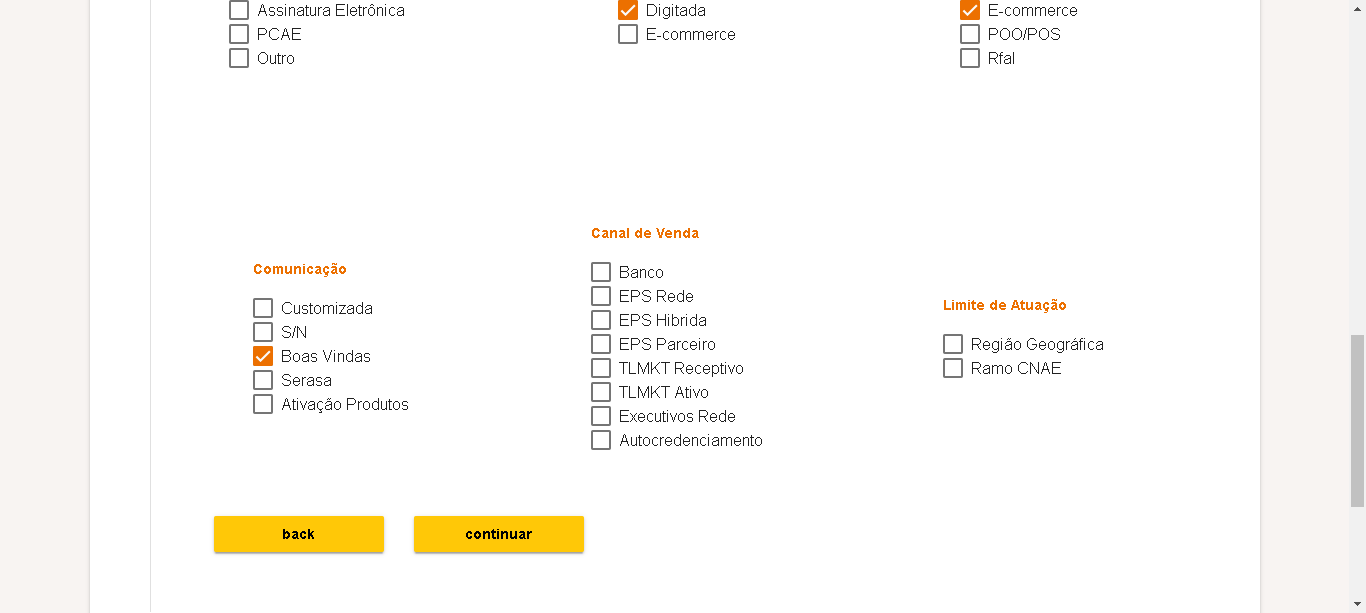 Assinatura Eletrônica
PCAE
Outro
Digitada
E-commerce
E-commerce
POO/POS
Rfal
Comunicação
Customizada
S/N
Boas Vindas
Serasa
Ativação Produtos
Canal de Venda
Banco
EPS Rede
EPS Hibrida
EPS Parceiro
TLMKT Receptivo
TLMKT Ativo
Executivos Rede
Autocredenciamento
Limite de Atuação
Região Geográfica
Ramo CNAE
back
continuar